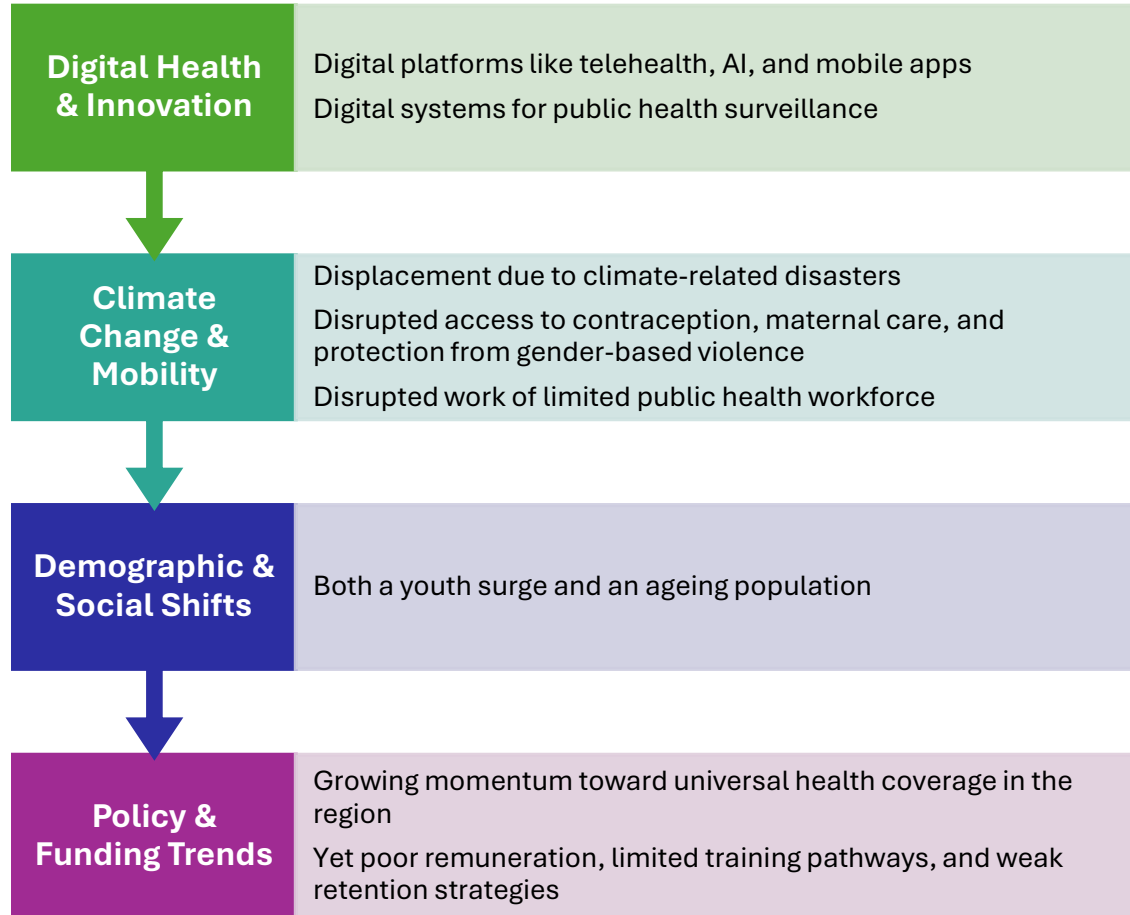 Digital Health
& Innovation
Digital platforms like telehealth, AI, and mobile apps
Digital systems for public health surveillance
Climate
Change &
Mobility
Displacement due to climate-related disasters
Disrupted access to contraception, maternal care, and
protection from gender-based violence
Disrupted work of limited public health workforce
Demographic &
Social Shifts
Both a youth surge and an ageing population
Policy &
Funding Trends
Growing momentum toward universal health coverage in the
region
Yet poor remuneration, limited training pathways, and weak
retention strategies